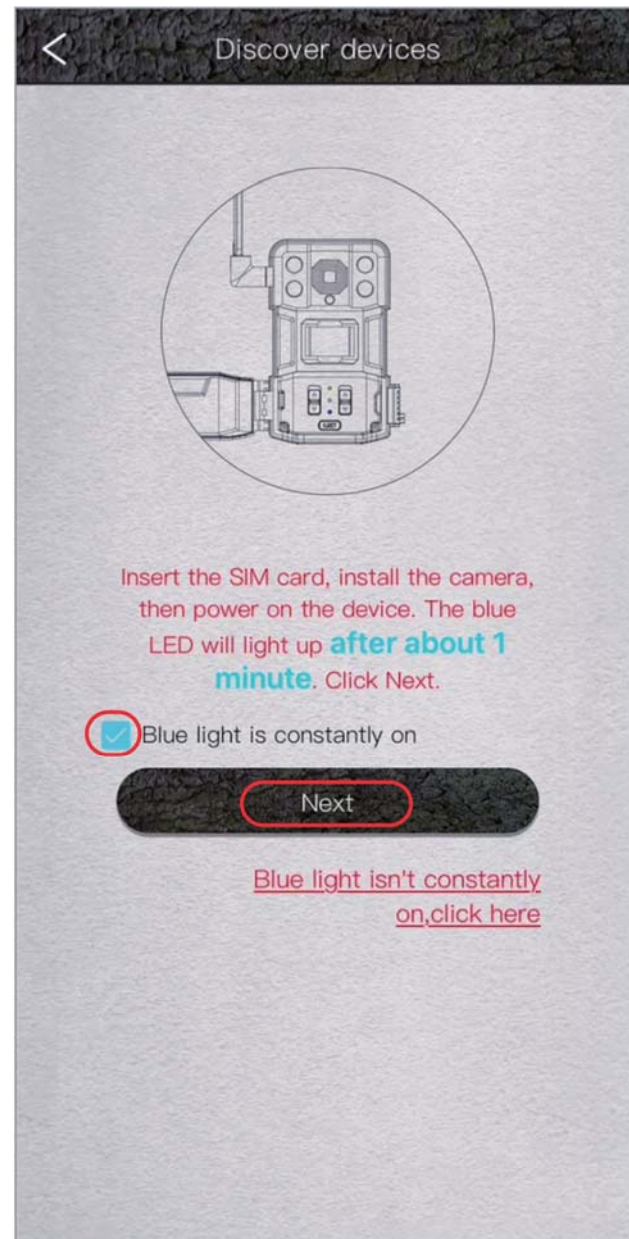 Discover devices
Insert the SIM card, install the camera,
then power on the device. The blue
LED will light up after about 1
minute. Click Next.
Blue light is constantly on
Next
Blue light isn't constantly
on,click here